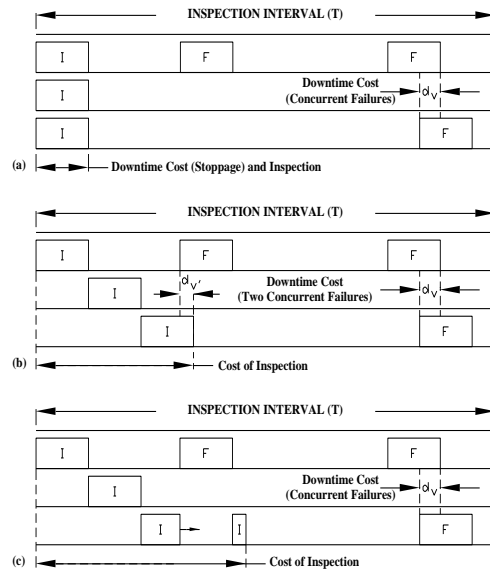 INSPECTION INTERVAL (T)
I
F
F
I
Downtime Cost
(Concurrent Failures)
dv
I
F
(a)
Downtime Cost (Stoppage) and Inspection
INSPECTION INTERVAL (T)
I
F
F
dv'
I
Downtime Cost
(Two Concurrent Failures)
dv
I
F
(b)
Cost of Inspection
INSPECTION INTERVAL (T)
I
F
F
I
Downtime Cost
(Concurrent Failures)
dv
I
I
F
(c)
Cost of Inspection